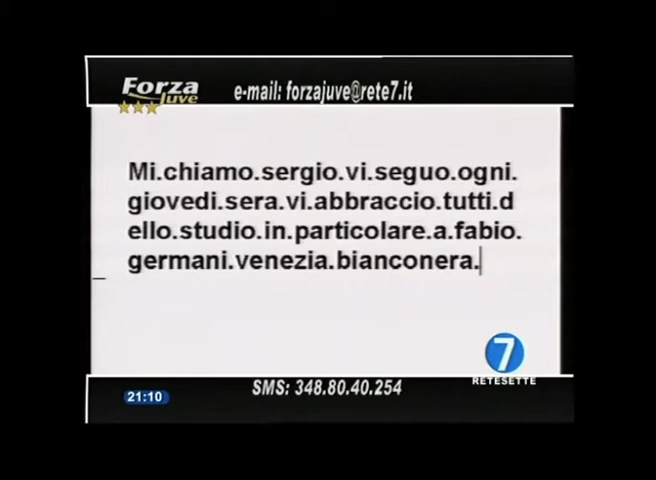 Forza
Juve
e-mail: forzajuve@rete7.it
Mi.chiamo.sergio.vi.seguo.ogni.
giovedi.sera.vi.abbraccio.tutti.d
ello.studio.in.particolare.a.fabio.
germani.venezia.bianconera.
7
RETESETTE
21:10
SMS: 348.80.40.254